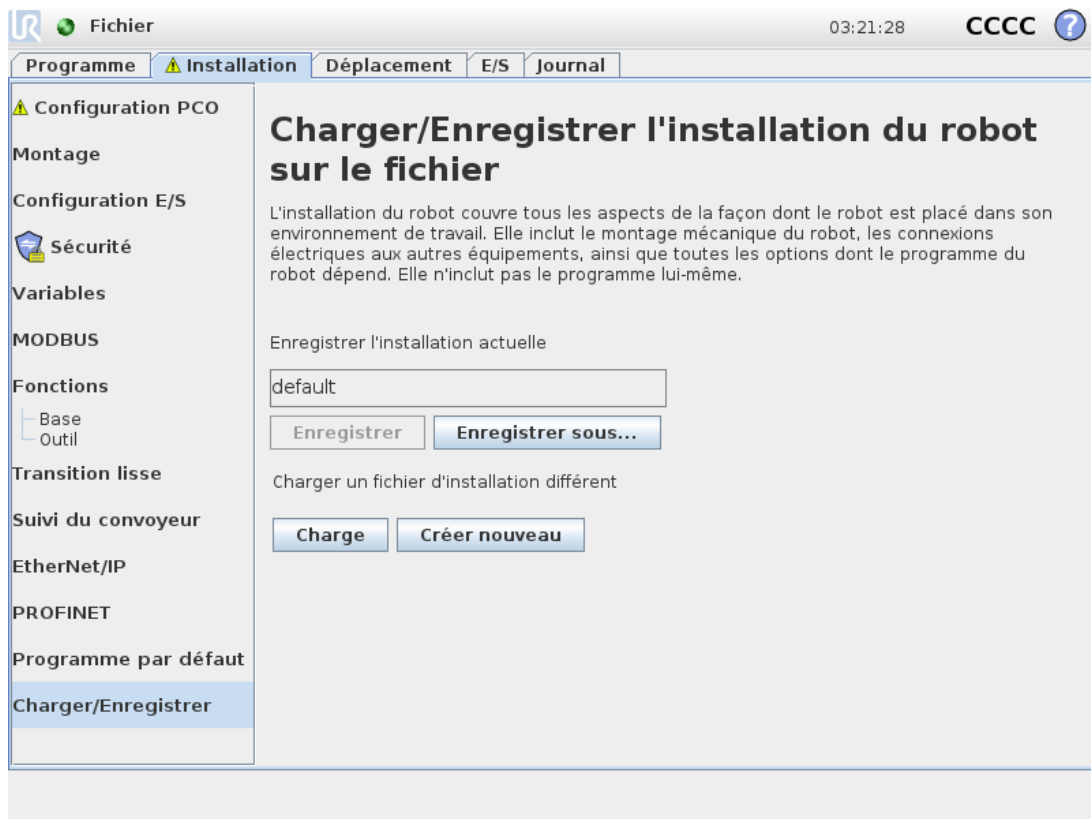 UR Fichier 03:21:28 CCCC ?
Programme Installation Déplacement E/S Journal
Configuration PCO
Montage
Configuration E/S
Sécurité
Variables
MODBUS
Fonctions
Base
Outil
Transition lisse
Suivi du convoyeur
EtherNet/IP
PROFINET
Programme par défaut
Charger/Enregistrer
Charger/Enregistrer l'installation du robot
sur le fichier
L'installation du robot couvre tous les aspects de la façon dont le robot est placé dans son
environnement de travail. Elle inclut le montage mécanique du robot, les connexions
électriques aux autres équipements, ainsi que toutes les options dont le programme du
robot dépend. Elle n'inclut pas le programme lui-même.
Enregistrer l'installation actuelle
default
Enregistrer Enregistrer sous...
Charger un fichier d'installation différent
Charge Créer nouveau